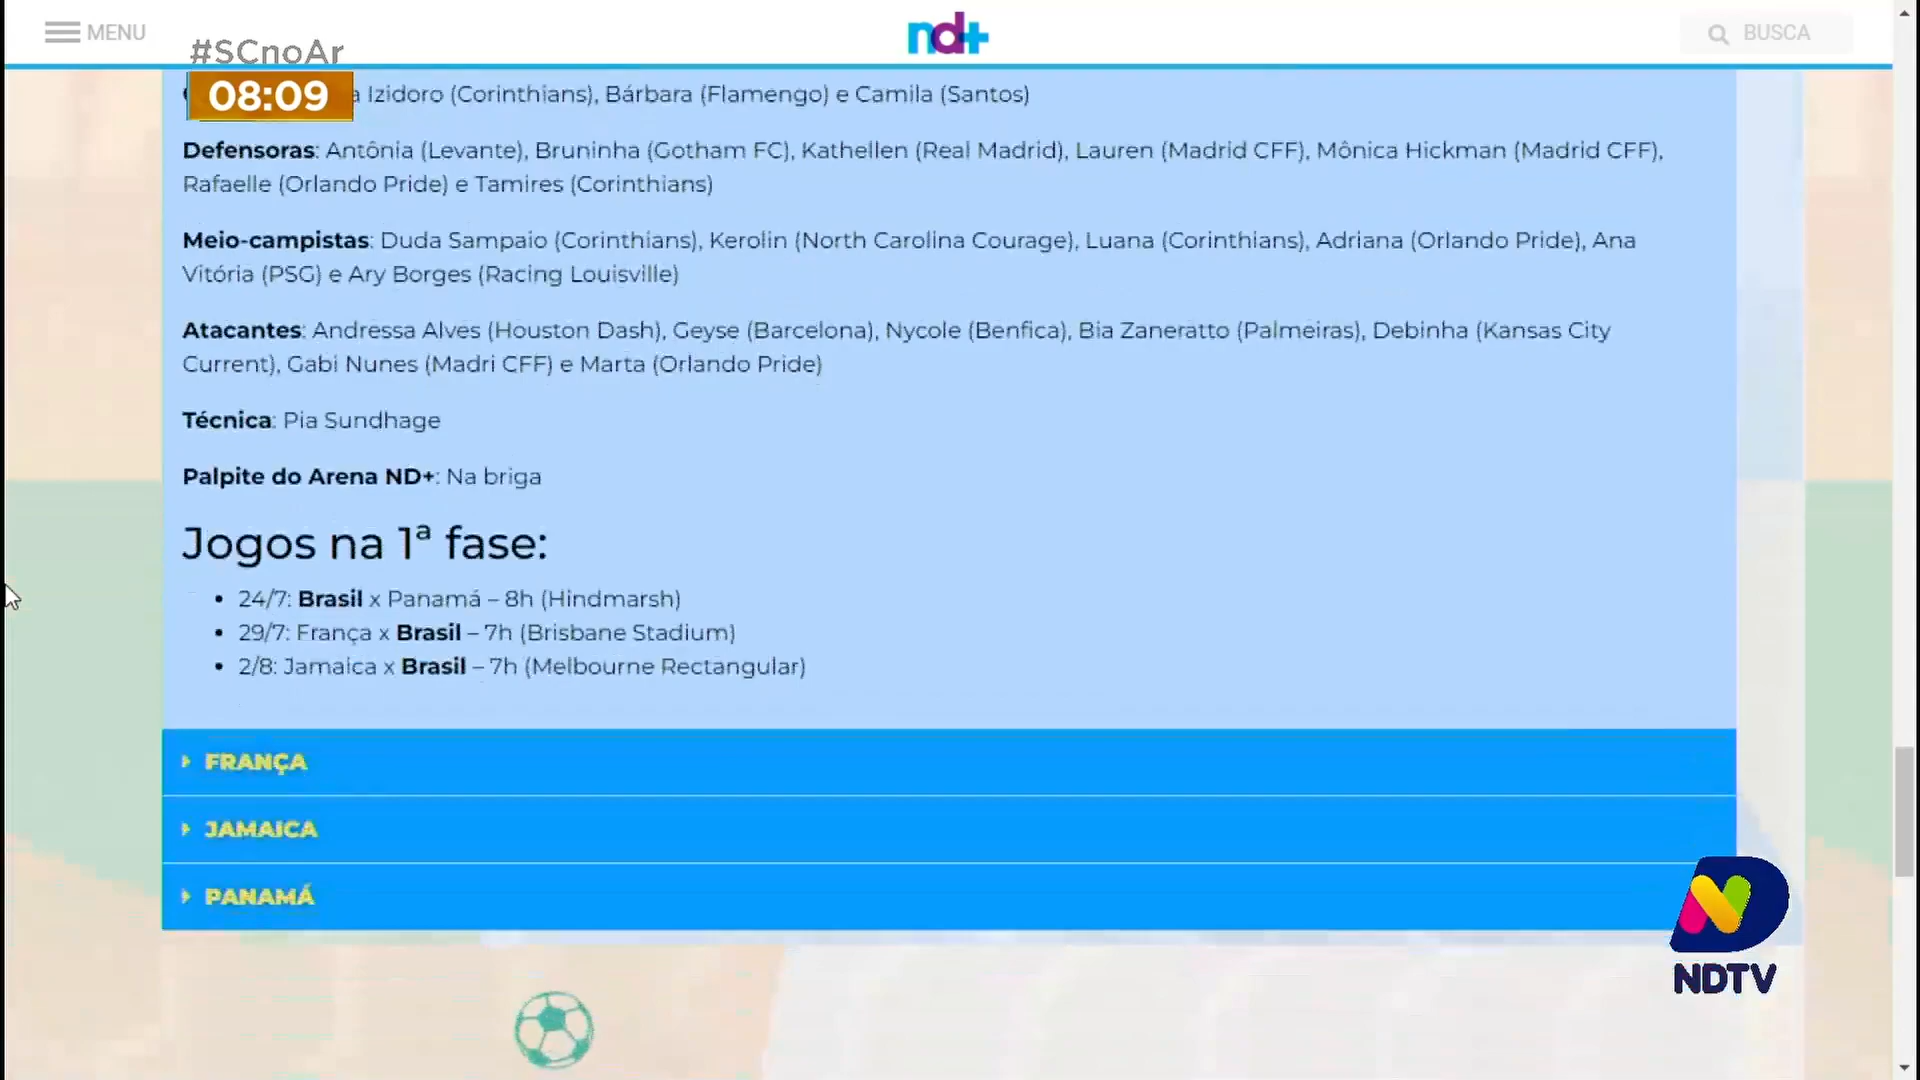 MENU
#SCnoAr
nd+
BUSCA
08:09
a Izidoro (Corinthians), Bárbara (Flamengo) e Camila (Santos)
Defensoras: Antônia (Levante), Bruninha (Gotham FC), Kathellen (Real Madrid), Lauren (Madrid CFF), Mônica Hickman (Madrid CFF),
Rafaelle (Orlando Pride) e Tamires (Corinthians)
Meio-campistas: Duda Sampaio (Corinthians), Kerolin (North Carolina Courage), Luana (Corinthians), Adriana (Orlando Pride), Ana
Vitória (PSG) e Ary Borges (Racing Louisville)
Atacantes: Andressa Alves (Houston Dash), Geyse (Barcelona), Nycole (Benfica), Bia Zaneratto (Palmeiras), Debinha (Kansas City
Current), Gabi Nunes (Madri CFF) e Marta (Orlando Pride)
Técnica: Pia Sundhage
Palpite do Arena ND+: Na briga
Jogos na 1ª fase:
• 24/7: Brasil x Panamá – 8h (Hindmarsh)
• 29/7: França x Brasil – 7h (Brisbane Stadium)
• 2/8: Jamaica x Brasil – 7h (Melbourne Rectangular)
FRANÇA
JAMAICA
PANAMÁ
NDTV